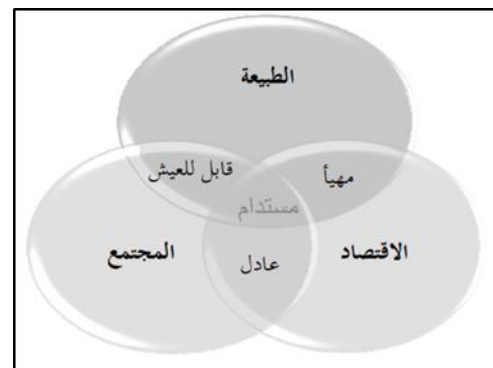 الطبيعة
مهيأ
قابل للعيش
مستدام
الاقتصاد
عادل
المجتمع